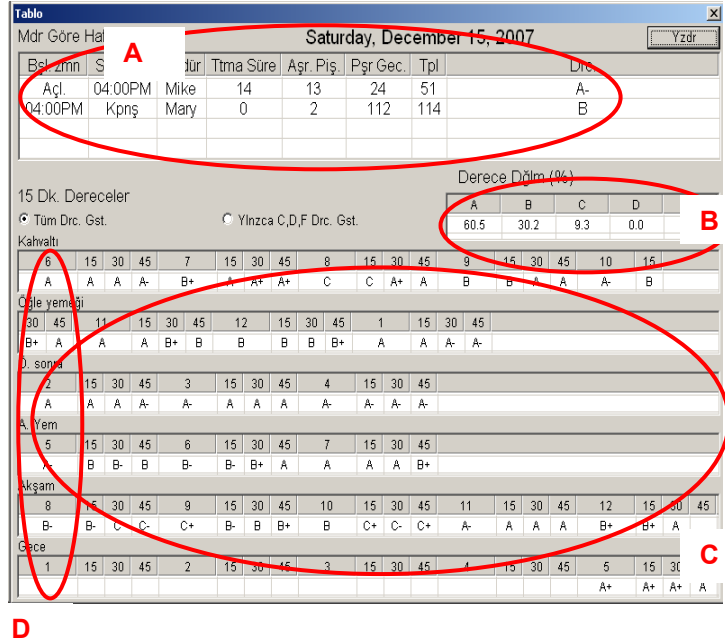 Tablo
Mdr Göre Ha
A
Saturday, December 15, 2007
Yzdr
Bşl. zmn S dür Ttma Süre Aşr. Piş. Pşr Gec. Tpl Drc.
Açl. 04:00PM Mike 14 13 24 51 A-
04:00PM Kpnş Mary 0 2 112 114 B
Derece Dğlm (%)
A B C D
60.5 30.2 9.3 0.0
B
15 Dk. Dereceler
Tüm Drc. Gst. Ylnzca C,D,F Drc. Gst.
Kahvaltı
6 15 30 45 7 15 30 45 8 15 30 45 9 15 30 45 10 15
A A A A- B+ A A+ A+ C C A+ A B B A A A- B
Öğle yemeği
30 45 11 15 30 45 12 15 30 45 1 15 30 45
B+ A A A B+ B B B B B+ A A A- A-
Ö. sonra
2 15 30 45 3 15 30 45 4 15 30 45
A A A A- A- A A A A- A- A- A-
A. Yem
5 15 30 45 6 15 30 45 7 15 30 45
A- B B- B B- B- B+ A A A A B+
Akşam
8 15 30 45 9 15 30 45 10 15 30 45 11 15 30 45 12 15 30 45
B- B- C C- C+ B- B B+ B C+ C- C+ A- A A A B+ B+ A
C
Gece
1 15 30 45 2 15 30 45 3 15 30 45 4 15 30 45 5 15 30
A+ A+ A+ A
D